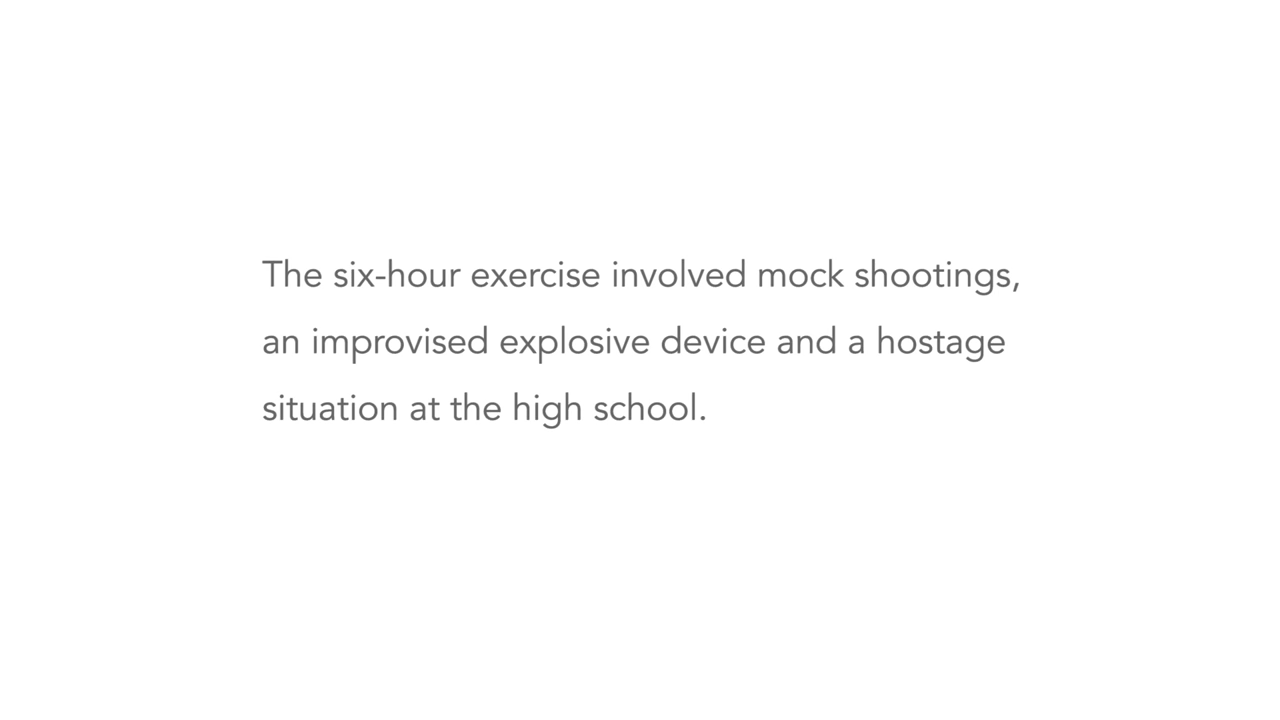 The six-hour exercise involved mock shootings,
an improvised explosive device and a hostage
situation at the high school.